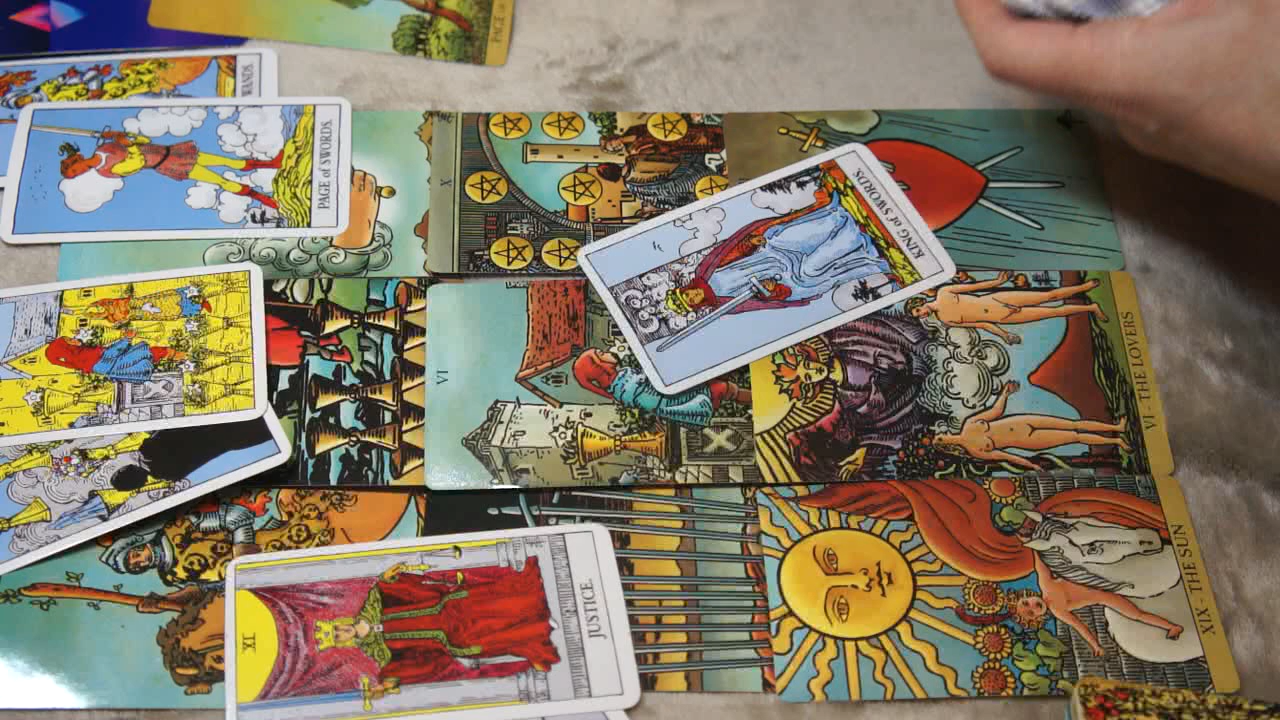 PAGE of
WANDS.
PAGE of SWORDS.
X
KING of SWORDS.
VI
VI - THE LOVERS
XI
JUSTICE
XIX - THE SUN